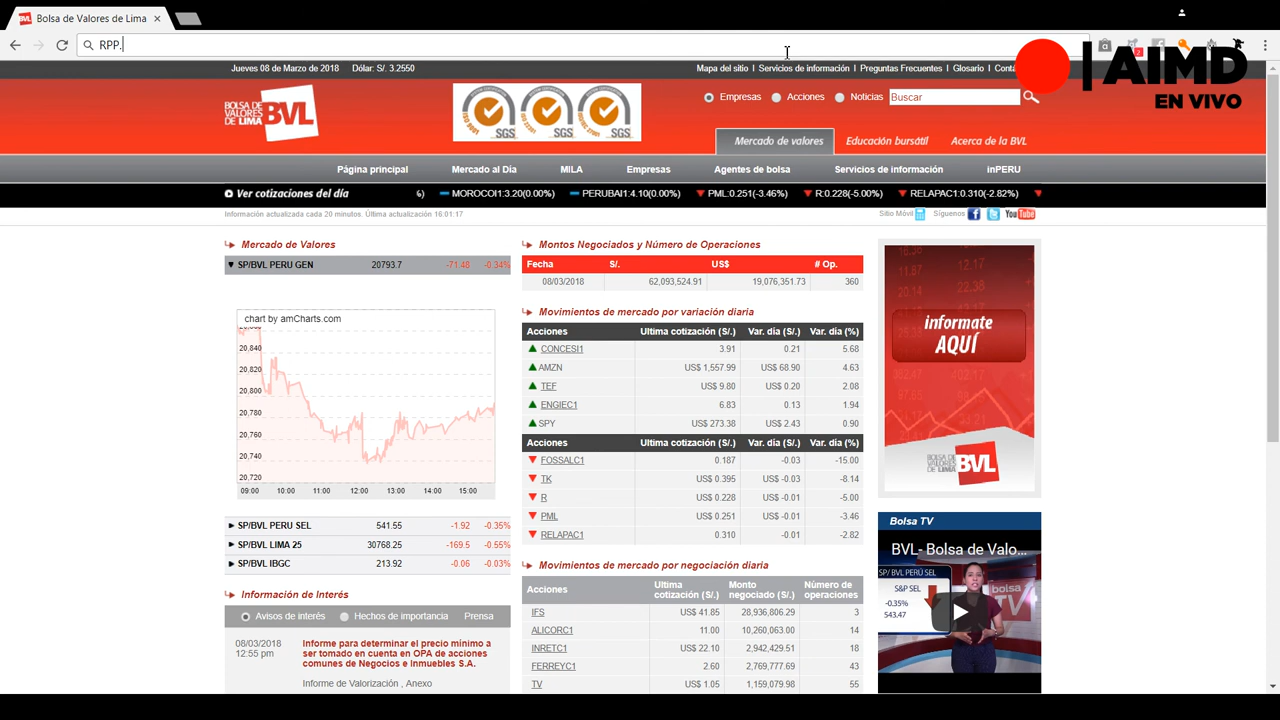 Bolsa de Valores de Lima
RPP.
AIMD
EN VIVO
Jueves 08 de Marzo de 2018 Dólar: S/. 3.2550
Mapa del sitio | Servicios de información | Preguntas Frecuentes | Glosario |
BOLSA DE VALORES DE LIMA BVL
SGS SGS SGS
Empresas Acciones Noticias Buscar
Mercado de valores Educación bursátil Acerca de la BVL
Página principal Mercado al Día MILA Empresas Agentes de bolsa Servicios de información inPERU
Ver cotizaciones del día %) MOROCOI1:3.20(0.00%) PERUBAI1:4.10(0.00%) PML:0.251(-3.46%) R:0.228(-5.00%) RELAPAC1:0.310(-2.82%)
Información actualizada cada 20 minutos. Última actualización 16:01:17
Sitio Móvil Síguenos You Tube
Mercado de Valores
SP/BVL PERU GEN 20793.7 -71.48 -0.34%
chart by amCharts.com
20,840
20,820
20,800
20,780
20,760
20,740
20,720
09:00 10:00 11:00 12:00 13:00 14:00 15:00
SP/BVL PERU SEL 541.55 -1.92 -0.35%
SP/BVL LIMA 25 30768.25 -169.5 -0.55%
SP/BVL IBGC 213.92 -0.06 -0.03%
Información de Interés
Avisos de interés Hechos de importancia Prensa
08/03/2018
12:55 pm
Informe para determinar el precio mínimo a
ser tomado en cuenta en OPA de acciones
comunes de Negocios e Inmuebles S.A.
Informe de Valorización , Anexo
Montos Negociados y Número de Operaciones
Fecha S/. US$ # Op.
08/03/2018 62,093,524.91 19,076,351.73 360
Movimientos de mercado por variación diaria
Acciones Ultima cotización (S/.) Var. día (S/.) Var. día (%)
CONCESI1 3.91 0.21 5.68
AMZN US$ 1,557.99 US$ 68.90 4.63
TEF US$ 9.80 US$ 0.20 2.08
ENGIEC1 6.83 0.13 1.94
SPY US$ 273.38 US$ 2.43 0.90
Acciones Ultima cotización (S/.) Var. día (S/.) Var. día (%)
FOSSALC1 0.187 -0.03 -15.00
TK US$ 0.395 US$ -0.03 -8.14
R US$ 0.228 US$ -0.01 -5.00
PML US$ 0.251 US$ -0.01 -3.46
RELAPAC1 0.310 -0.01 -2.82
Movimientos de mercado por negociación diaria
Acciones Ultima cotización (S/.) Monto negociado (S/.) Número de operaciones
IFS US$ 41.85 28,936,806.29 3
ALICORC1 11.00 10,260,063.00 14
INRETC1 US$ 22.10 2,942,429.51 18
FERREYC1 2.60 2,769,777.69 43
TV US$ 1.05 1,159,079.98 55
informate
AQUÍ
BOLSA DE VALORES DE LIMA BVL
Bolsa TV
BVL- Bolsa de Valo...
SP/ BVL PERÚ SEL
S&P SEL
-0.35%
543.47
bolsa
TV